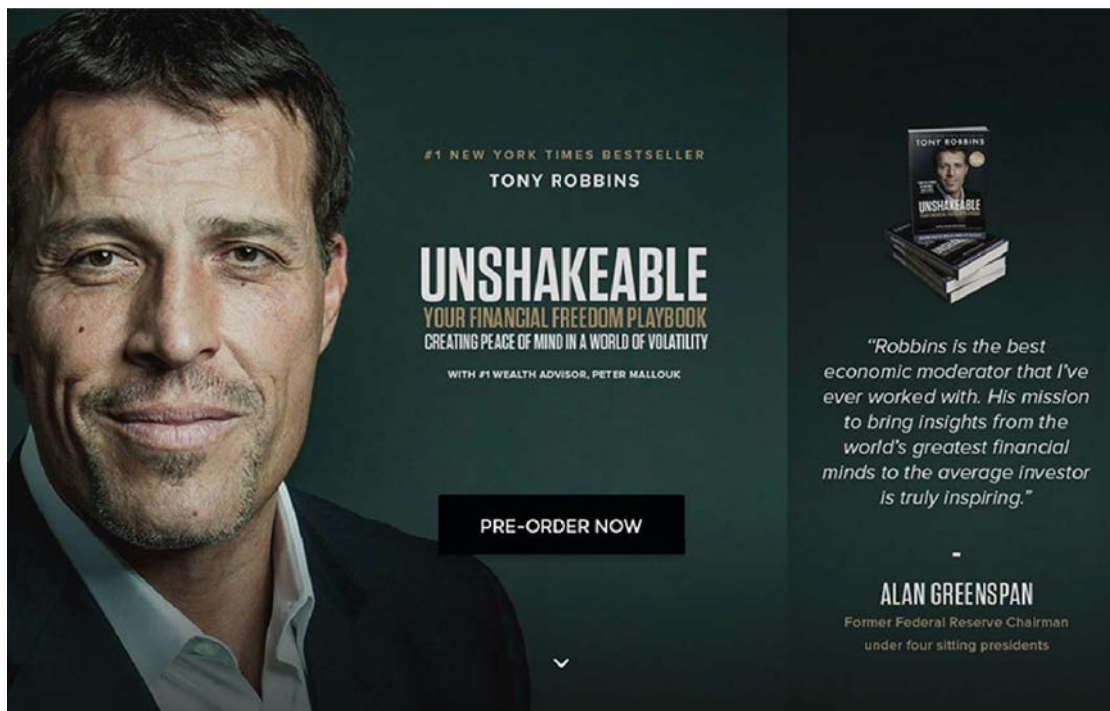 #1 NEW YORK TIMES BESTSELLER
TONY ROBBINS
UNSHAKEABLE
YOUR FINANCIAL FREEDOM PLAYBOOK
CREATING PEACE OF MIND IN A WORLD OF VOLATILITY
WITH #1 WEALTH ADVISOR, PETER MALLOUK
PRE-ORDER NOW
TONY ROBBINS
UNSHAKEABLE
“Robbins is the best
economic moderator that I’ve
ever worked with. His mission
to bring insights from the
world’s greatest financial
minds to the average investor
is truly inspiring.”
-
ALAN GREENSPAN
Former Federal Reserve Chairman
under four sitting presidents